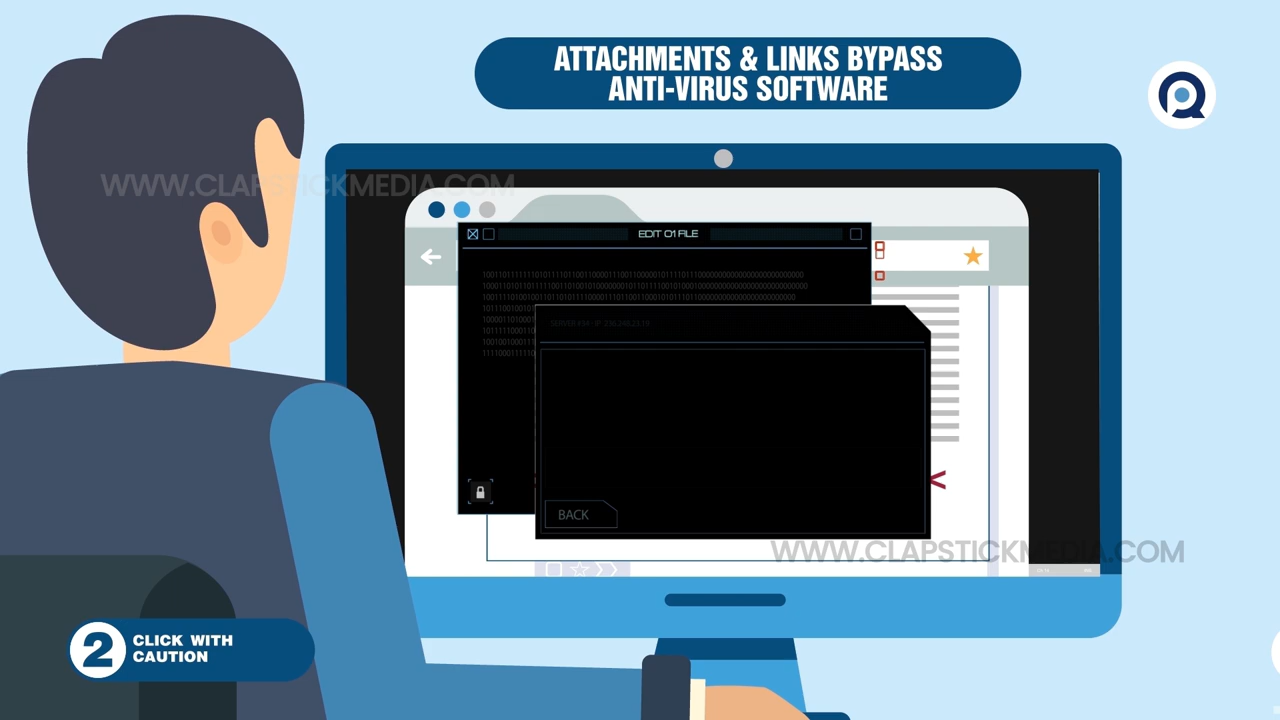 ATTACHMENTS & LINKS BYPASS
ANTI-VIRUS SOFTWARE
WWW.CLAPSTICKMEDIA.COM
EDIT 01 FILE
BACK
WWW.CLAPSTICKMEDIA.COM
2
CLICK WITH
CAUTION